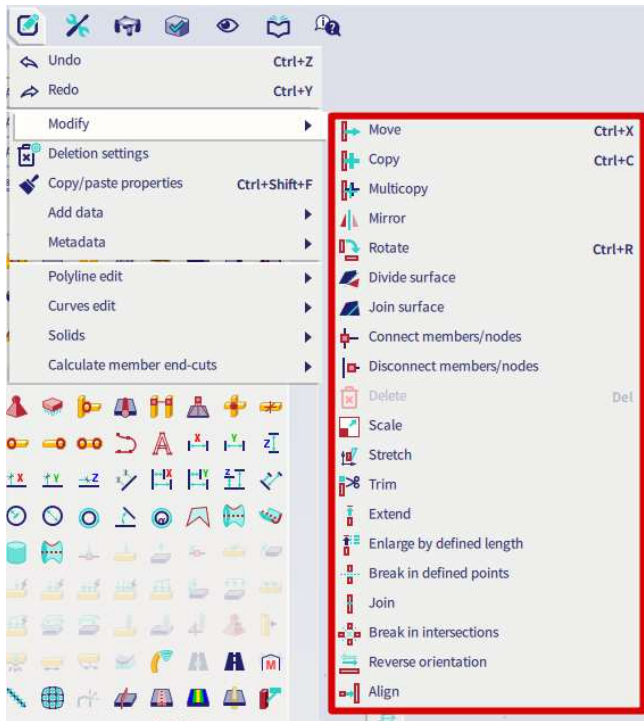 Undo Ctrl+Z
Redo Ctrl+Y
Modify
Deletion settings
Copy/paste properties Ctrl+Shift+F
Add data
Metadata
Polyline edit
Curves edit
Solids
Calculate member end-cuts
Move Ctrl+X
Copy Ctrl+C
Multicopy
Mirror
Rotate Ctrl+R
Divide surface
Join surface
Connect members/nodes
Disconnect members/nodes
Delete Del
Scale
Stretch
Trim
Extend
Enlarge by defined length
Break in defined points
Join
Break in intersections
Reverse orientation
Align